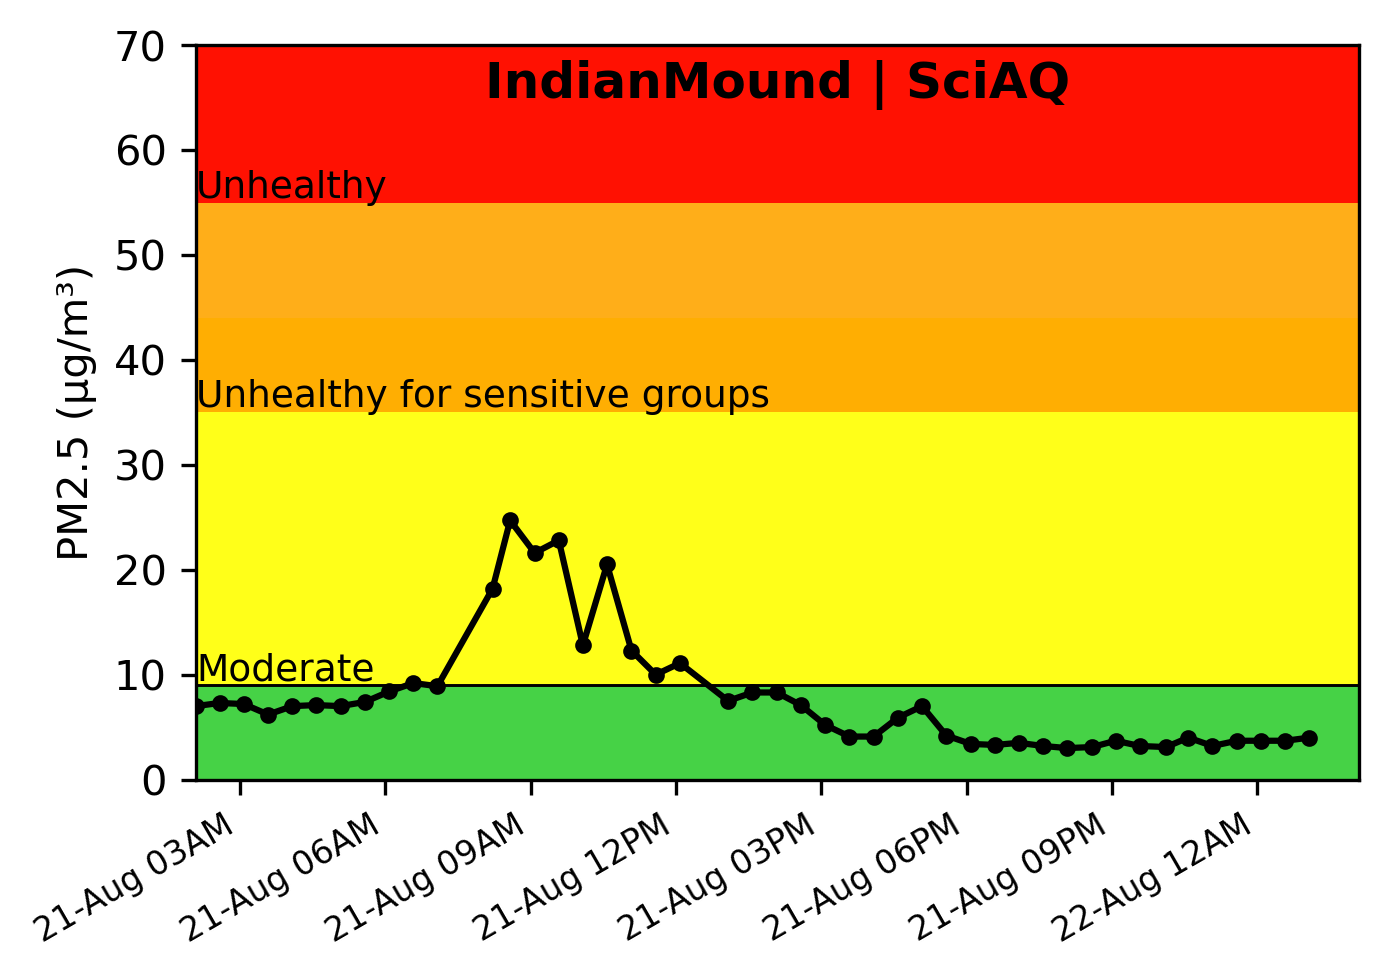 IndianMound | SciAQ
PM2.5 (µg/m³)
70
60
50
40
30
20
10
0
Unhealthy
Unhealthy for sensitive groups
Moderate
21-Aug 03AM
21-Aug 06AM
21-Aug 09AM
21-Aug 12PM
21-Aug 03PM
21-Aug 06PM
21-Aug 09PM
22-Aug 12AM